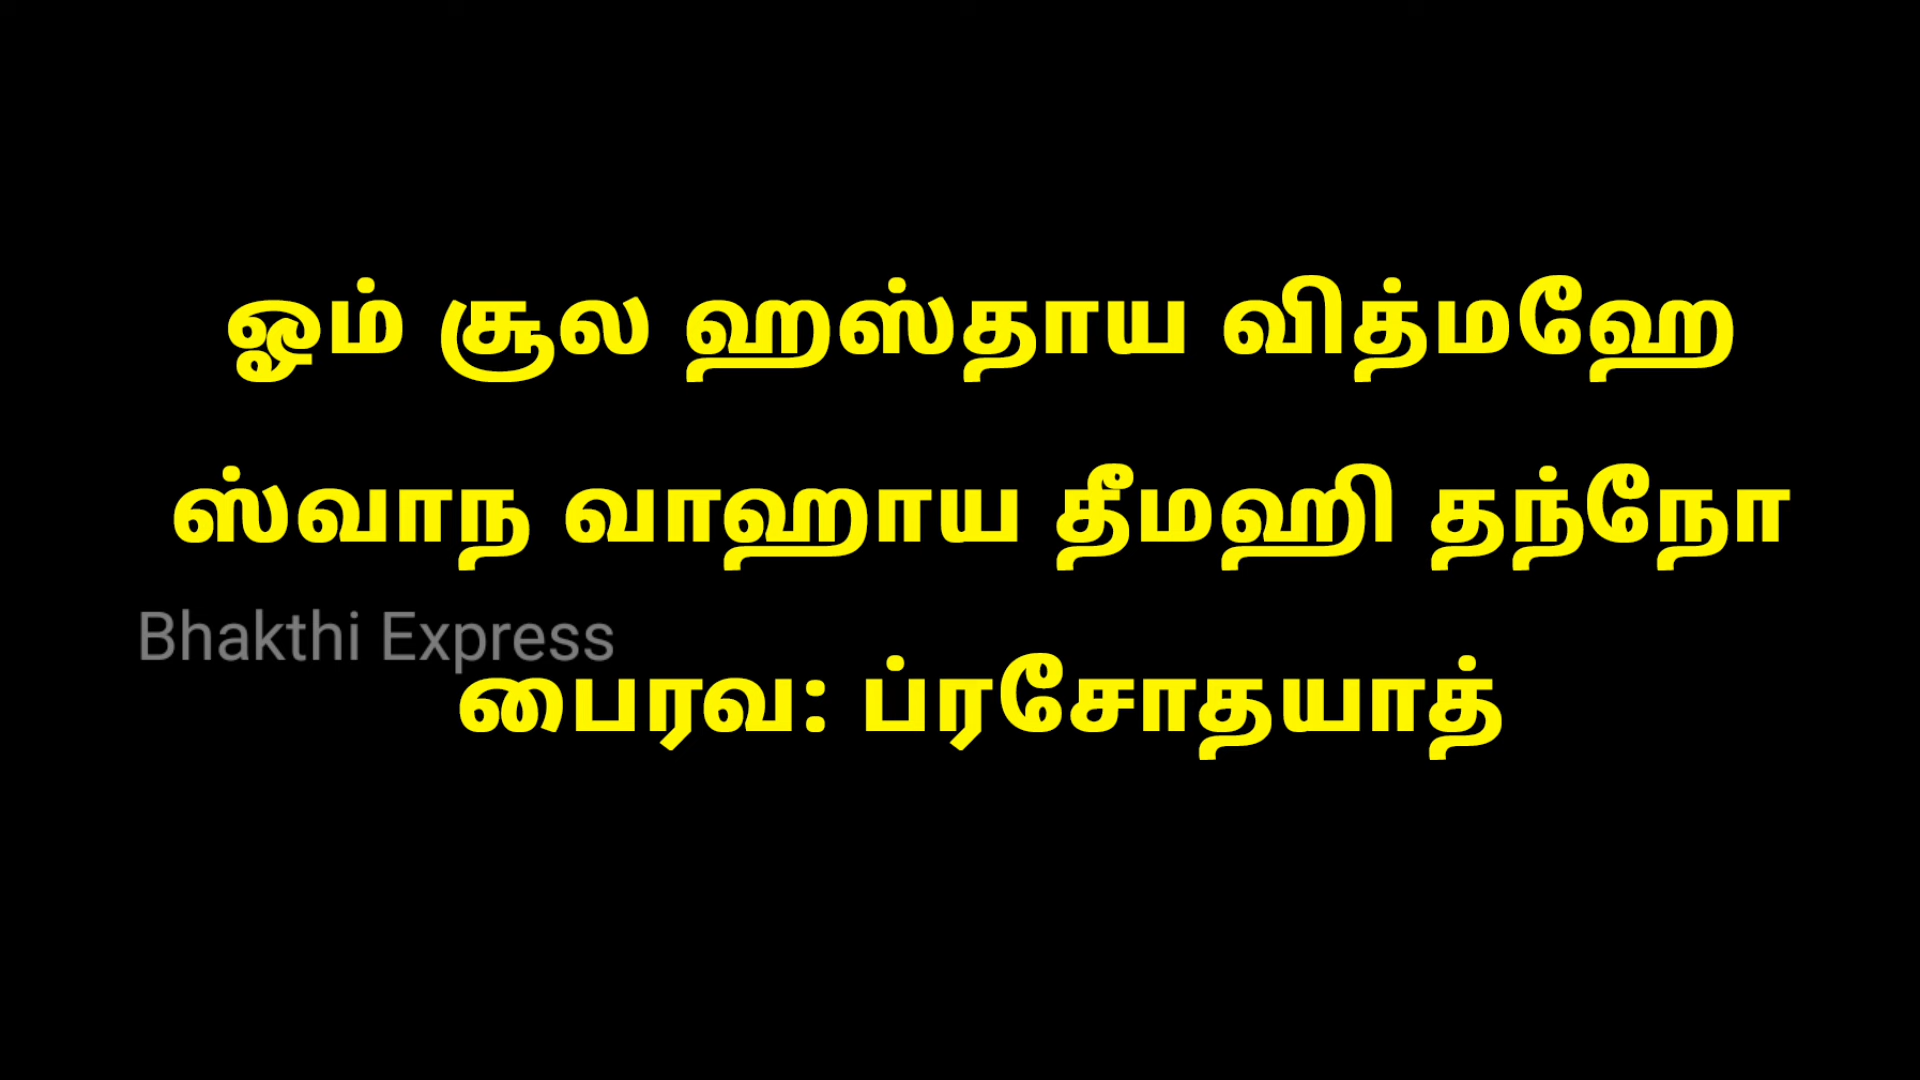 ஓம் சூல ஹஸ்தாய வித்மஹே
ஸ்வாந வாஹாய தீமஹி தந்நோ
Bhakthi Express
பைரவ: ப்ரசோதயாத்